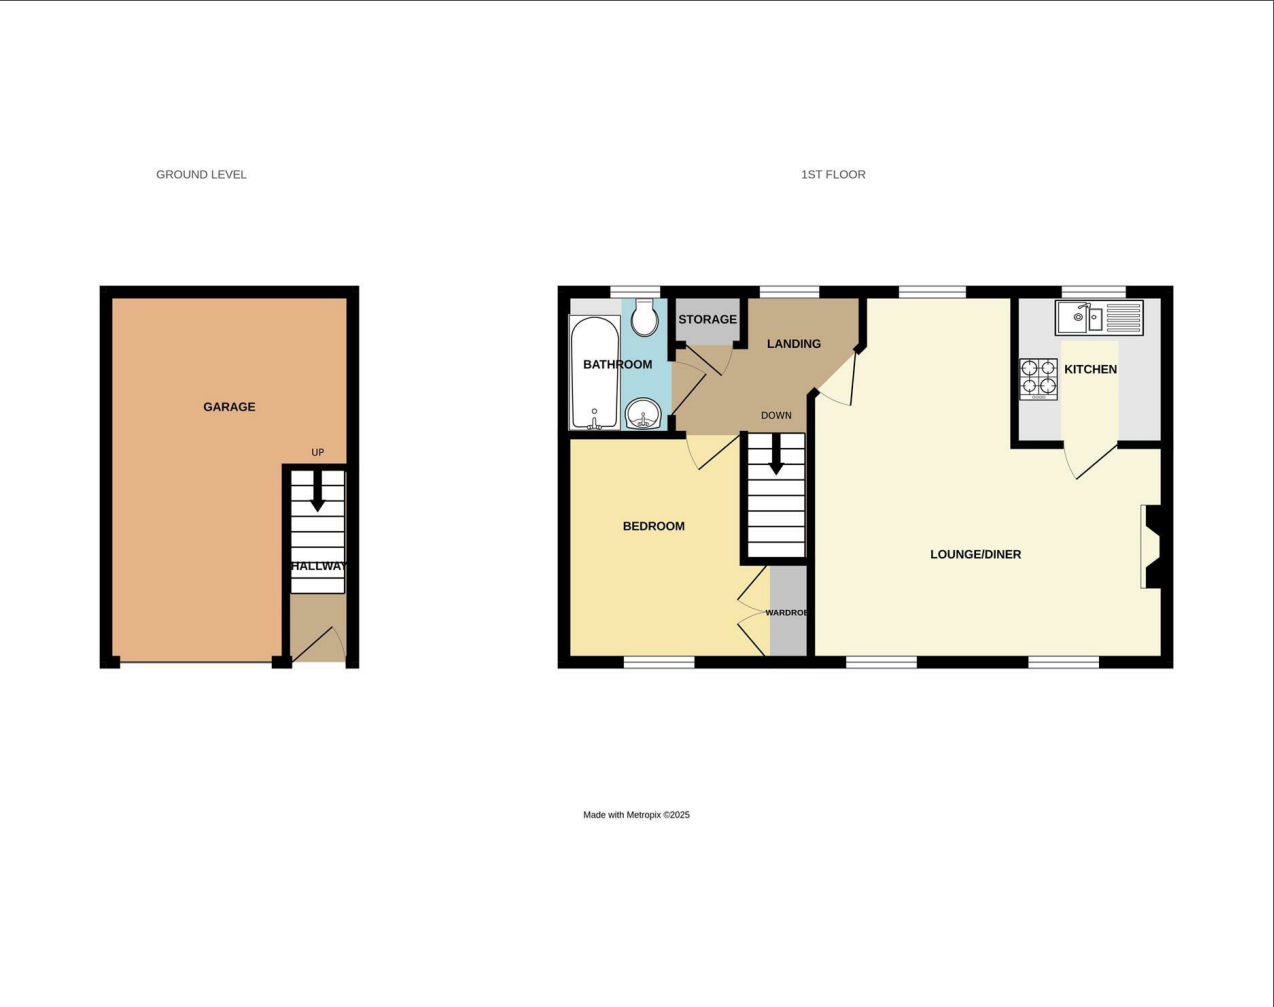 GROUND LEVEL
1ST FLOOR
GARAGE
UP
HALLWAY
STORAGE
LANDING
BATHROOM
KITCHEN
DOWN
BEDROOM
LOUNGE/DINER
WARDROB
Made with Metropix ©2025